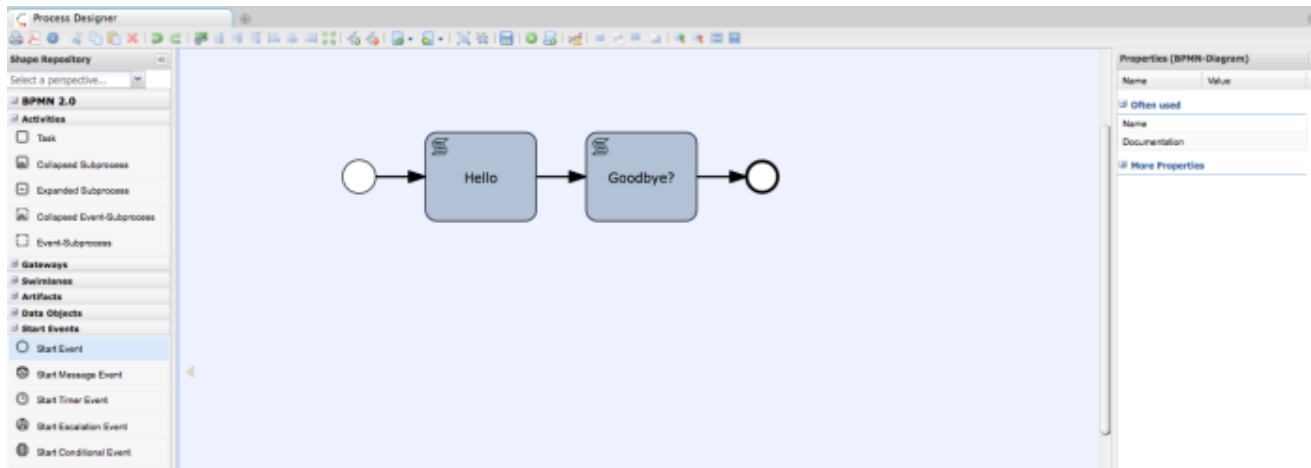 Process Designer
Shape Repository
Select a perspective...
BPMN 2.0
Activities
Task
Collapsed Subprocess
Expanded Subprocess
Collapsed Event-Subprocess
Event-Subprocess
Gateways
Swimlanes
Artifacts
Data Objects
Start Events
Start Event
Start Message Event
Start Timer Event
Start Escalation Event
Start Conditional Event
Hello
Goodbye?
Properties (BPMN-Diagram)
Name Value
Often used
Name
Documentation
More Properties